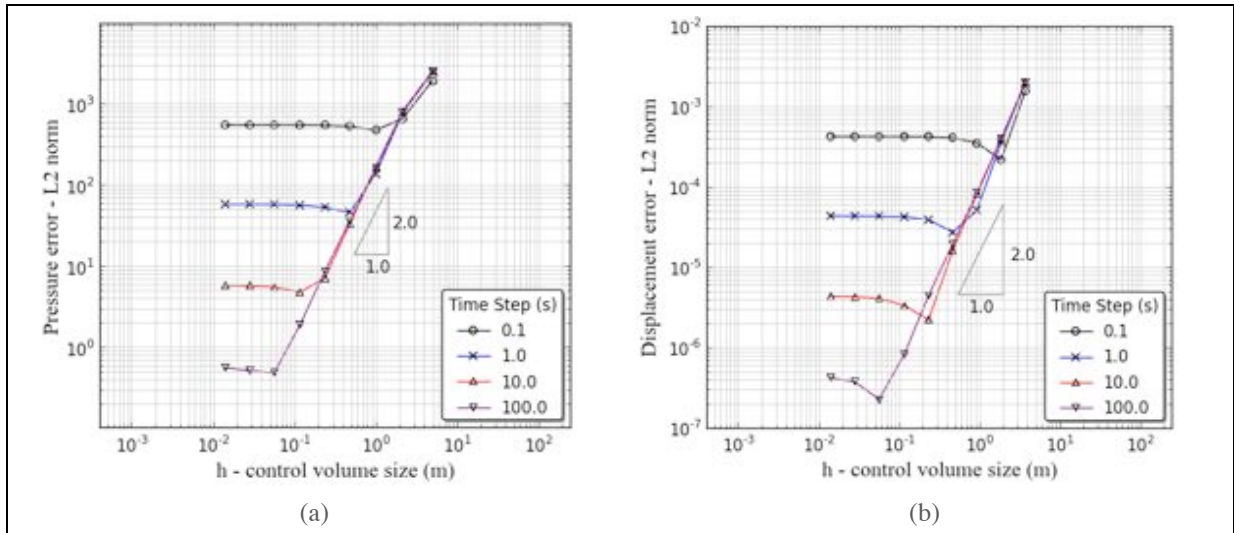 Pressure error - L2 norm
10³
10²
10¹
10⁰
2.0
1.0
Time Step (s)
0.1
1.0
10.0
100.0
10⁻³ 10⁻² 10⁻¹ 10⁰ 10¹ 10²
h - control volume size (m)
(a)
Displacement error - L2 norm
10⁻²
10⁻³
10⁻⁴
10⁻⁵
10⁻⁶
10⁻⁷
2.0
1.0
Time Step (s)
0.1
1.0
10.0
100.0
10⁻³ 10⁻² 10⁻¹ 10⁰ 10¹ 10²
h - control volume size (m)
(b)